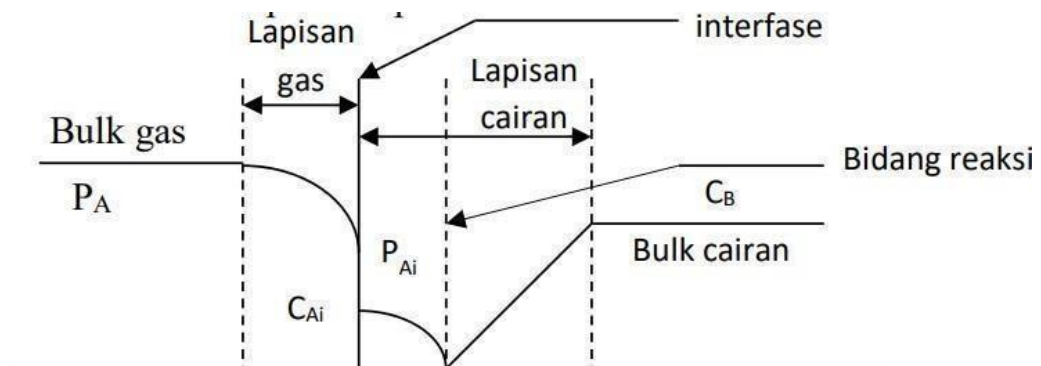 Lapisan
gas
interfase
Lapisan
cairan
Bulk gas
P_A
Bidang reaksi
C_B
Bulk cairan
P_Ai
C_Ai